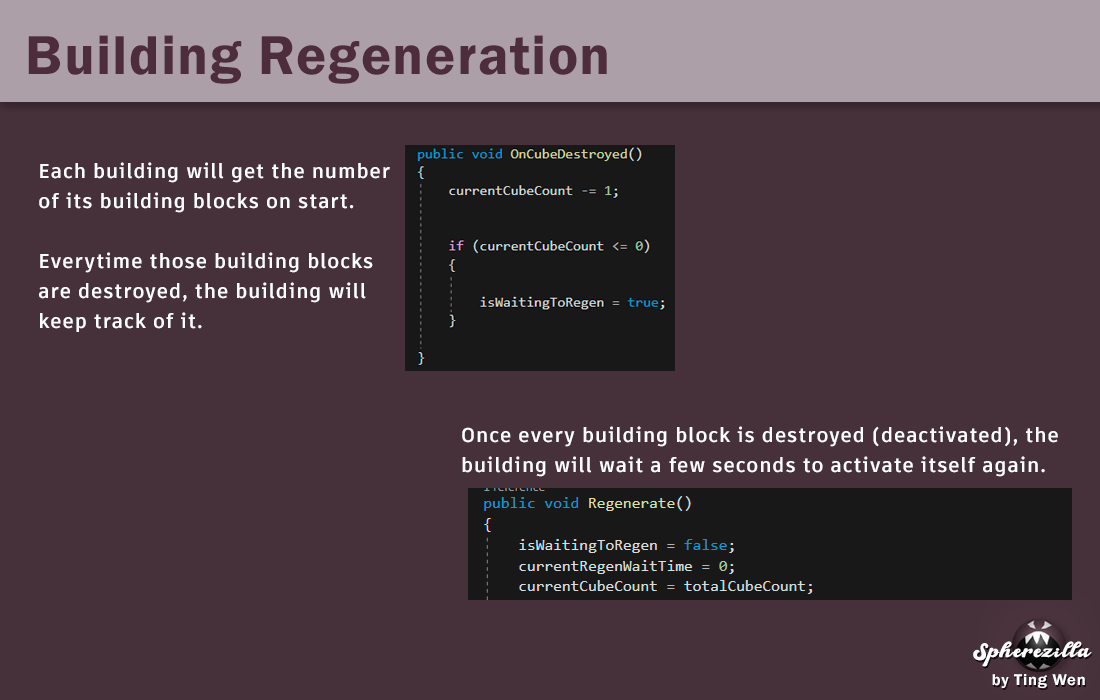 Building Regeneration
Each building will get the number
of its building blocks on start.
Everytime those building blocks
are destroyed, the building will
keep track of it.
public void OnCubeDestroyed()
{
currentCubeCount -= 1;
if (currentCubeCount <= 0)
{
isWaitingToRegen = true;
}
}
Once every building block is destroyed (deactivated), the
building will wait a few seconds to activate itself again.
public void Regenerate()
{
isWaitingToRegen = false;
currentRegenWaitTime = 0;
currentCubeCount = totalCubeCount;
Spherezilla
by Ting Wen